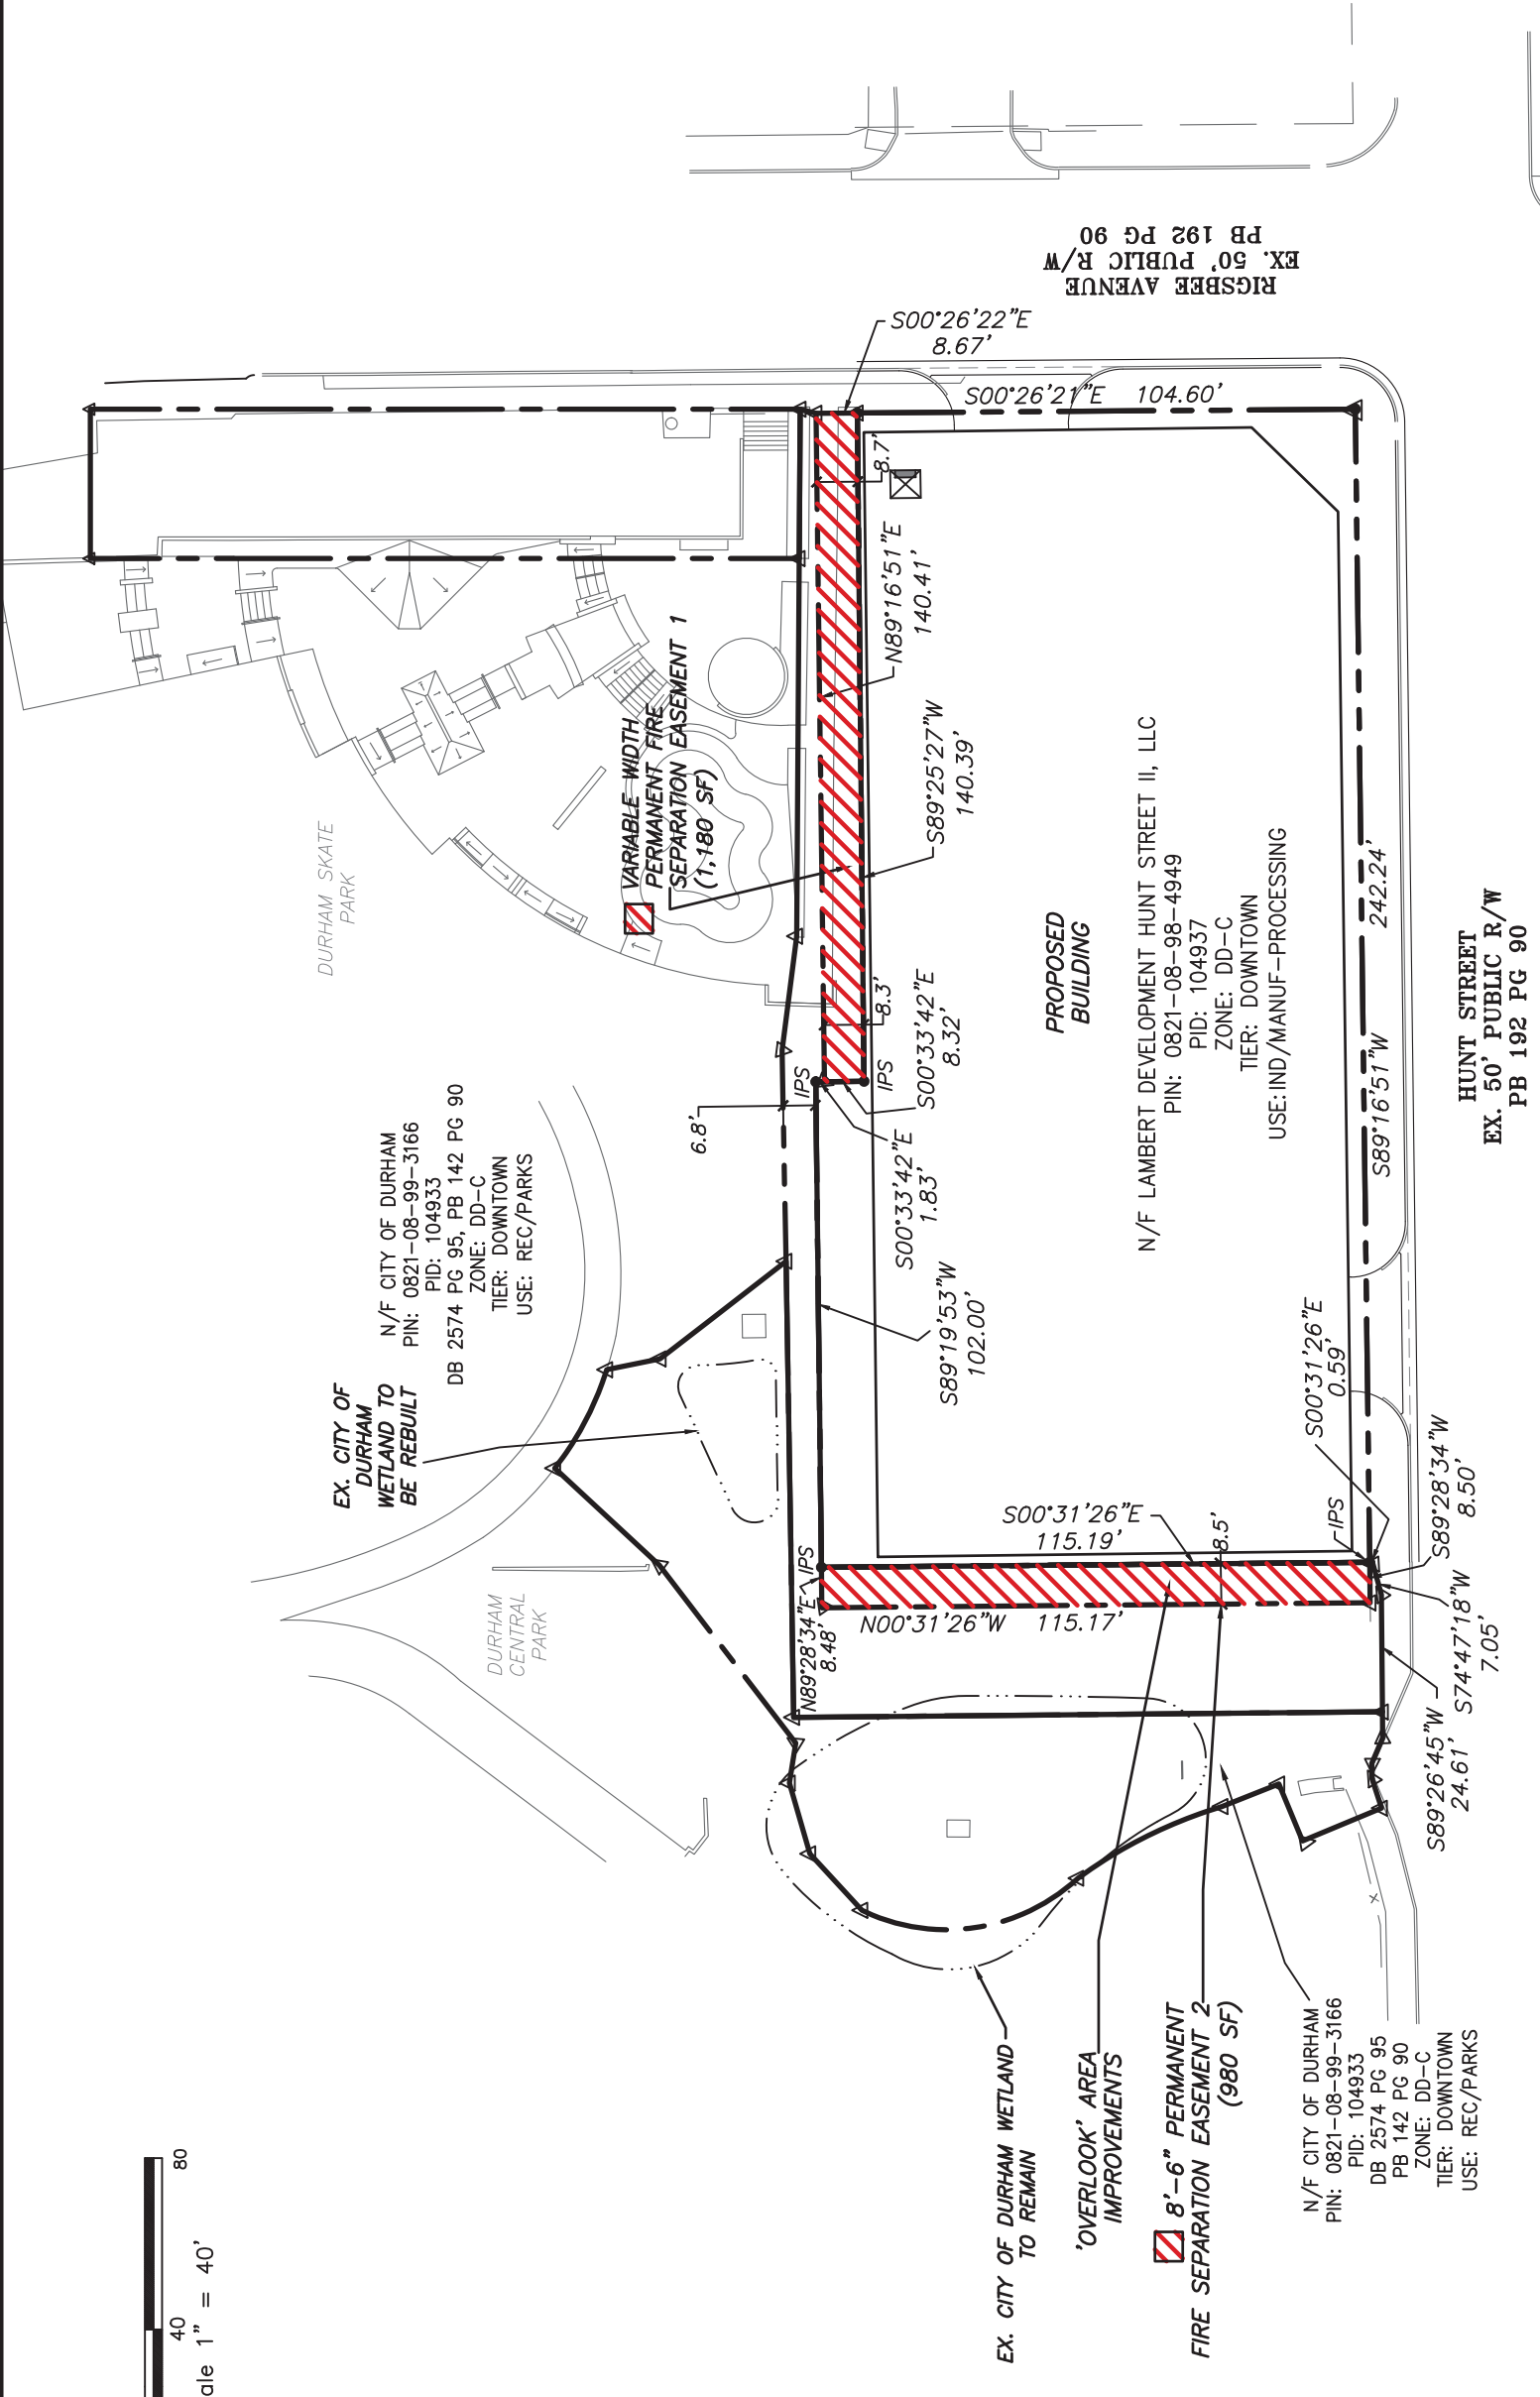 RIGSBEE AVENUE
EX. 50' PUBLIC R/W
PB 192 PG 90
S00°26'22"E
8.67'
S00°26'21"E 104.60'
8.7'
N89°16'51"E
140.41'
S89°25'27"W
140.39'
VARIABLE WIDTH
PERMANENT FIRE
SEPARATION EASEMENT 1
(1,180 SF)
DURHAM SKATE
PARK
8.3'
S00°33'42"E
8.32'
IPS
IPS
6.8'
S00°33'42"E
1.83'
S89°19'53"W
102.00'
PROPOSED
BUILDING
N/F LAMBERT DEVELOPMENT HUNT STREET II, LLC
PIN: 0821-08-98-4949
PID: 104937
ZONE: DD-C
TIER: DOWNTOWN
USE:IND/MANUF-PROCESSING
S89°16'51"W 242.24'
HUNT STREET
EX. 50' PUBLIC R/W
PB 192 PG 90
N/F CITY OF DURHAM
PIN: 0821-08-99-3166
PID: 104933
DB 2574 PG 95, PB 142 PG 90
ZONE: DD-C
TIER: DOWNTOWN
USE: REC/PARKS
EX. CITY OF
DURHAM
WETLAND TO
BE REBUILT
DURHAM
CENTRAL
PARK
IPS
N89°28'34"E
8.48'
S00°31'26"E
115.19'
8.5'
N00°31'26"W 115.17'
S00°31'26"E
0.59'
IPS
S89°28'34"W
8.50'
S74°47'18"W
7.05'
S89°26'45"W
24.61'
EX. CITY OF DURHAM WETLAND
TO REMAIN
'OVERLOOK' AREA
IMPROVEMENTS
8'-6" PERMANENT
FIRE SEPARATION EASEMENT 2
(980 SF)
N/F CITY OF DURHAM
PIN: 0821-08-99-3166
PID: 104933
DB 2574 PG 95
PB 142 PG 90
ZONE: DD-C
TIER: DOWNTOWN
USE: REC/PARKS
40 80
ale 1" = 40'